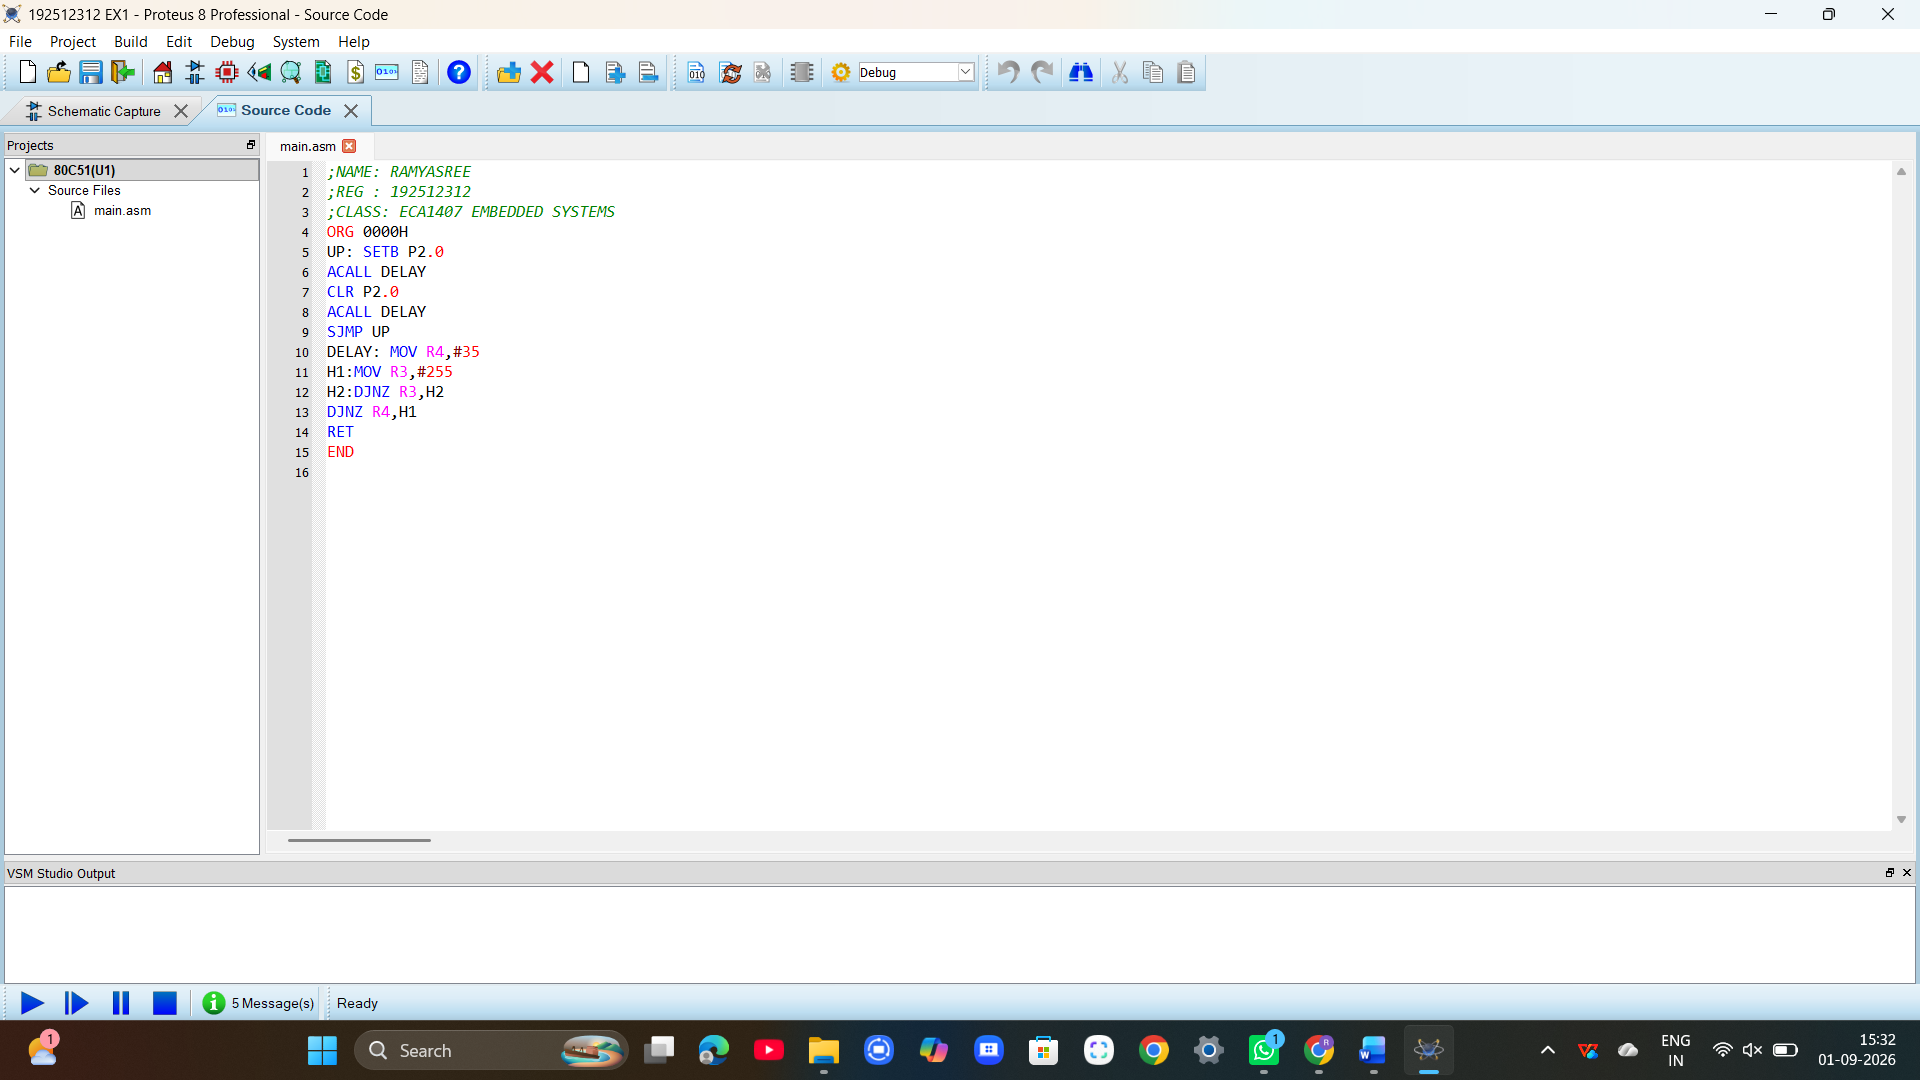 192512312 EX1 - Proteus 8 Professional - Source Code
File Project Build Edit Debug System Help
Debug
Schematic Capture
Source Code
Projects
80C51(U1)
Source Files
main.asm
main.asm
1 ;NAME: RAMYASREE
2 ;REG : 192512312
3 ;CLASS: ECA1407 EMBEDDED SYSTEMS
4 ORG 0000H
5 UP: SETB P2.0
6 ACALL DELAY
7 CLR P2.0
8 ACALL DELAY
9 SJMP UP
10 DELAY: MOV R4,#35
11 H1:MOV R3,#255
12 H2:DJNZ R3,H2
13 DJNZ R4,H1
14 RET
15 END
16
VSM Studio Output
5 Message(s)
Ready
1
Search
1
ENG
IN
15:32
01-09-2026